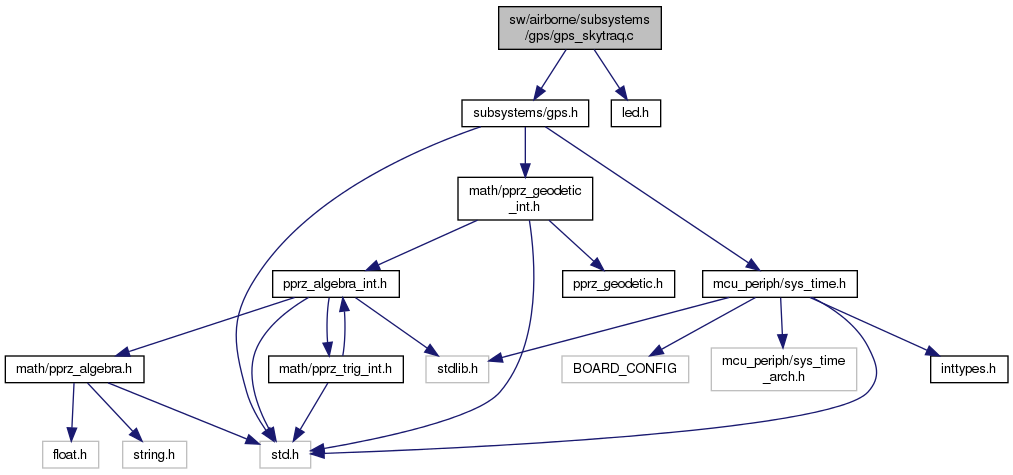 sw/airborne/subsystems
/gps/gps_skytraq.c
subsystems/gps.h
led.h
math/pprz_geodetic
_int.h
pprz_algebra_int.h
pprz_geodetic.h
mcu_periph/sys_time.h
math/pprz_algebra.h
math/pprz_trig_int.h
stdlib.h
BOARD_CONFIG
mcu_periph/sys_time
_arch.h
inttypes.h
float.h
string.h
std.h